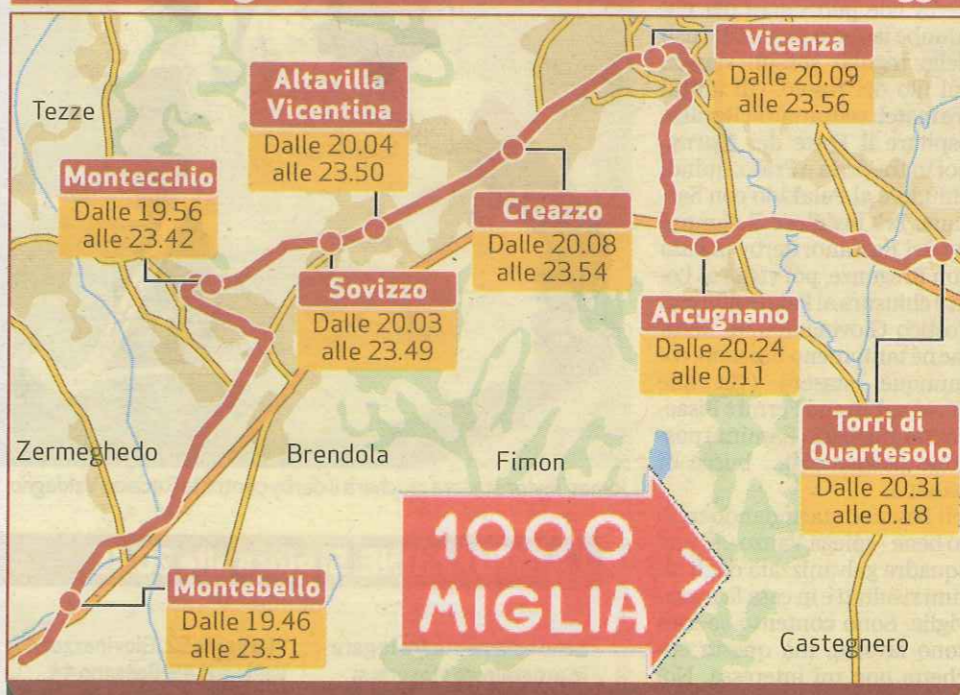 Vicenza
Dalle 20.09
alle 23.56
Altavilla
Vicentina
Dalle 20.04
alle 23.50
Tezze
Montecchio
Dalle 19.56
alle 23.42
Creazzo
Dalle 20.08
alle 23.54
Sovizzo
Dalle 20.03
alle 23.49
Arcugnano
Dalle 20.24
alle 0.11
Torri di
Quartesolo
Dalle 20.31
alle 0.18
Zermeghedo
Brendola
Fimon
1000
MIGLIA
Montebello
Dalle 19.46
alle 23.31
Castegnero